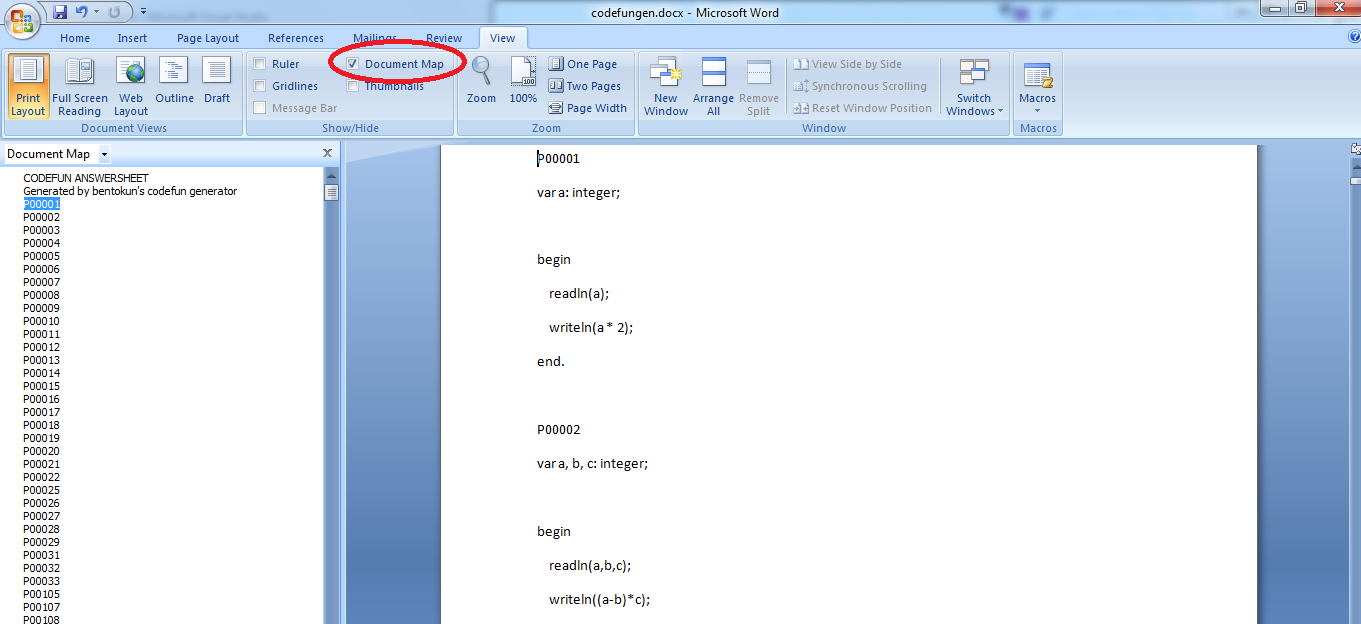 codefungen.docx - Microsoft Word
Home Insert Page Layout References Mailings Review View
Ruler Document Map One Page View Side by Side
Gridlines Thumbnails Two Pages Synchronous Scrolling
Message Bar Page Width Reset Window Position
Print Layout Full Screen Reading Web Layout Outline Draft Zoom 100% New Window Arrange All Remove Split Switch Windows Macros
Document Views Show/Hide Zoom Window Macros
Document Map
CODEFUN ANSWERSHEET
Generated by bentokun's codefun generator
P00001
P00002
P00003
P00004
P00005
P00006
P00007
P00008
P00009
P00010
P00011
P00012
P00013
P00014
P00015
P00016
P00017
P00018
P00019
P00020
P00021
P00022
P00025
P00026
P00027
P00028
P00029
P00031
P00032
P00033
P00105
P00107
P00108
P00001
var a: integer;
begin
readln(a);
writeln(a * 2);
end.
P00002
var a, b, c: integer;
begin
readln(a,b,c);
writeln((a-b)*c);